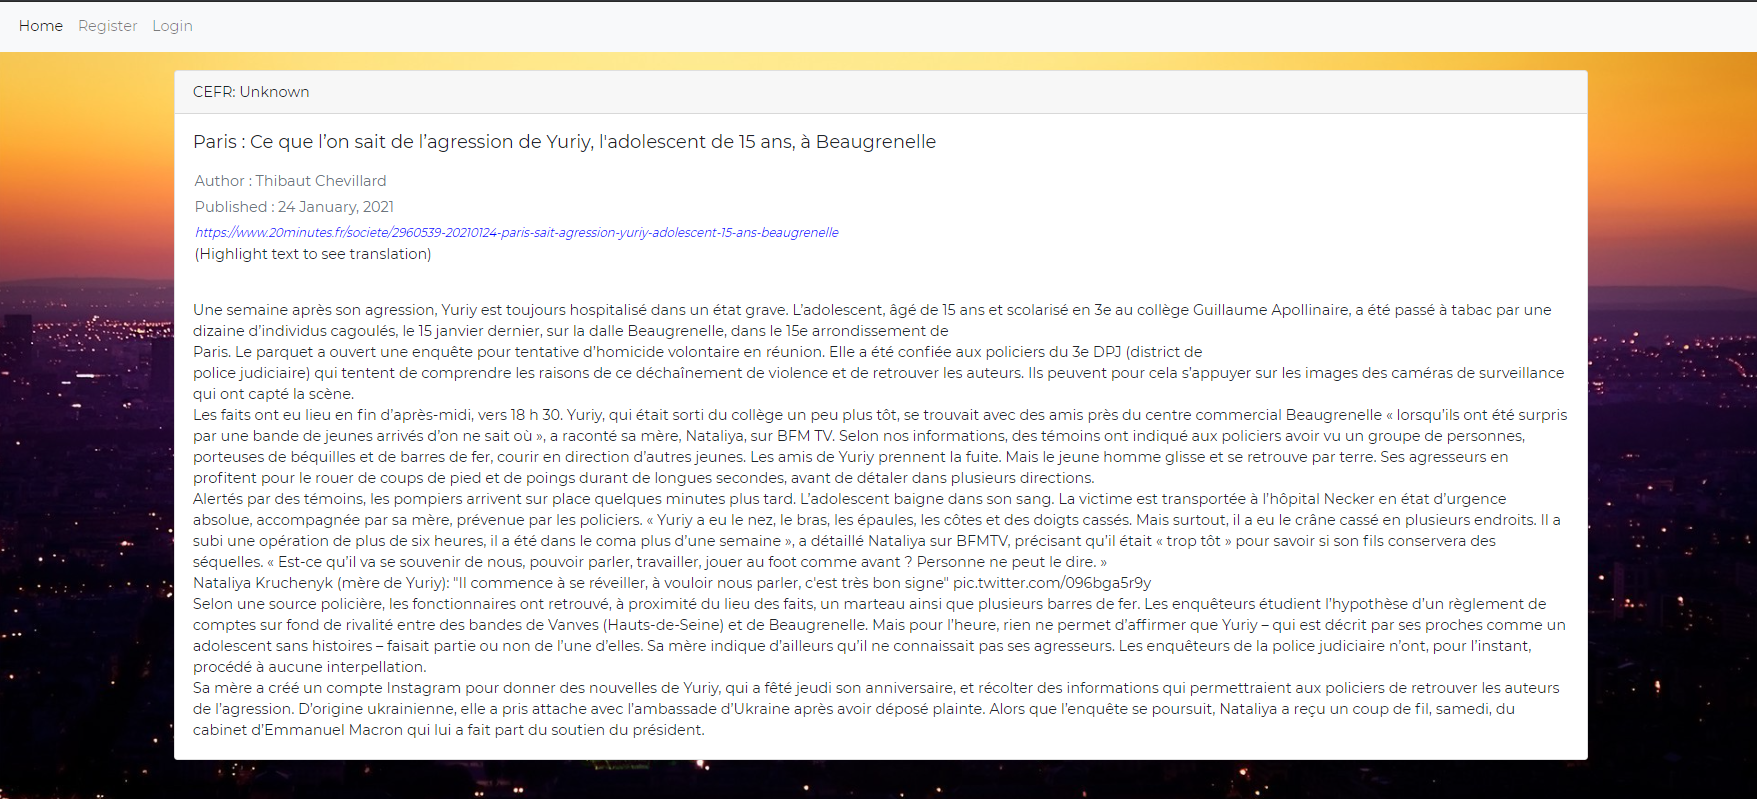 Home Register Login
CEFR: Unknown
Paris : Ce que l’on sait de l’agression de Yuriy, l'adolescent de 15 ans, à Beaugrenelle
Author : Thibaut Chevillard
Published : 24 January, 2021
https://www.20minutes.fr/societe/2960539-20210124-paris-sait-agression-yuriy-adolescent-15-ans-beaugrenelle
(Highlight text to see translation)
Une semaine après son agression, Yuriy est toujours hospitalisé dans un état grave. L’adolescent, âgé de 15 ans et scolarisé en 3e au collège Guillaume Apollinaire, a été passé à tabac par une
dizaine d’individus cagoulés, le 15 janvier dernier, sur la dalle Beaugrenelle, dans le 15e arrondissement de
Paris. Le parquet a ouvert une enquête pour tentative d’homicide volontaire en réunion. Elle a été confiée aux policiers du 3e DPJ (district de
police judiciaire) qui tentent de comprendre les raisons de ce déchaînement de violence et de retrouver les auteurs. Ils peuvent pour cela s’appuyer sur les images des caméras de surveillance
qui ont capté la scène.
Les faits ont eu lieu en fin d’après-midi, vers 18 h 30. Yuriy, qui était sorti du collège un peu plus tôt, se trouvait avec des amis près du centre commercial Beaugrenelle « lorsqu’ils ont été surpris
par une bande de jeunes arrivés d’on ne sait où », a raconté sa mère, Nataliya, sur BFM TV. Selon nos informations, des témoins ont indiqué aux policiers avoir vu un groupe de personnes,
porteuses de béquilles et de barres de fer, courir en direction d’autres jeunes. Les amis de Yuriy prennent la fuite. Mais le jeune homme glisse et se retrouve par terre. Ses agresseurs en
profitent pour le rouer de coups de pied et de poings durant de longues secondes, avant de détaler dans plusieurs directions.
Alertés par des témoins, les pompiers arrivent sur place quelques minutes plus tard. L’adolescent baigne dans son sang. La victime est transportée à l’hôpital Necker en état d’urgence
absolue, accompagnée par sa mère, prévenue par les policiers. « Yuriy a eu le nez, le bras, les épaules, les côtes et des doigts cassés. Mais surtout, il a eu le crâne cassé en plusieurs endroits. Il a
subi une opération de plus de six heures, il a été dans le coma plus d’une semaine », a détaillé Nataliya sur BFMTV, précisant qu’il était « trop tôt » pour savoir si son fils conservera des
séquelles. « Est-ce qu’il va se souvenir de nous, pouvoir parler, travailler, jouer au foot comme avant ? Personne ne peut le dire. »
Nataliya Kruchenyk (mère de Yuriy): "Il commence à se réveiller, à vouloir nous parler, c'est très bon signe" pic.twitter.com/096bga5r9y
Selon une source policière, les fonctionnaires ont retrouvé, à proximité du lieu des faits, un marteau ainsi que plusieurs barres de fer. Les enquêteurs étudient l’hypothèse d’un règlement de
comptes sur fond de rivalité entre des bandes de Vanves (Hauts-de-Seine) et de Beaugrenelle. Mais pour l’heure, rien ne permet d’affirmer que Yuriy – qui est décrit par ses proches comme un
adolescent sans histoires – faisait partie ou non de l’une d’elles. Sa mère indique d’ailleurs qu’il ne connaissait pas ses agresseurs. Les enquêteurs de la police judiciaire n’ont, pour l’instant,
procédé à aucune interpellation.
Sa mère a créé un compte Instagram pour donner des nouvelles de Yuriy, qui a fêté jeudi son anniversaire, et récolter des informations qui permettraient aux policiers de retrouver les auteurs
de l’agression. D’origine ukrainienne, elle a pris attache avec l’ambassade d’Ukraine après avoir déposé plainte. Alors que l’enquête se poursuit, Nataliya a reçu un coup de fil, samedi, du
cabinet d’Emmanuel Macron qui lui a fait part du soutien du président.